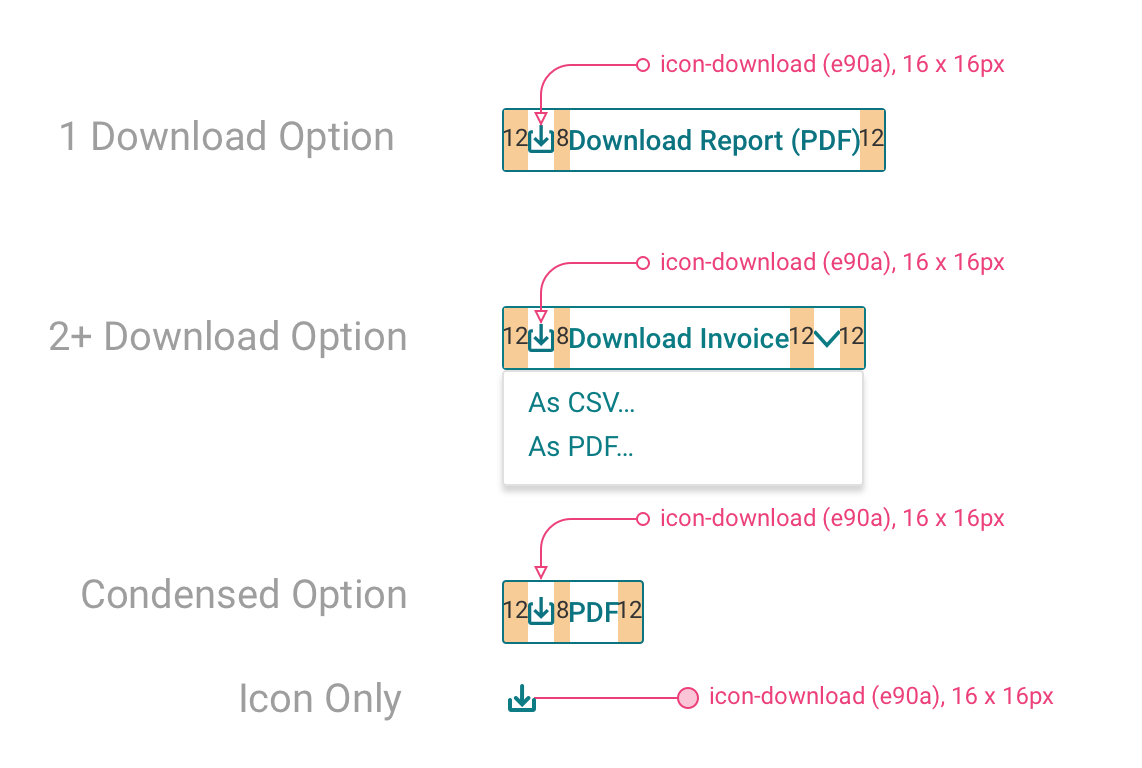 icon-download (e90a), 16 x 16px
1 Download Option
12 8 Download Report (PDF) 12
icon-download (e90a), 16 x 16px
2+ Download Option
12 8 Download Invoice 12 12
As CSV...
As PDF...
icon-download (e90a), 16 x 16px
Condensed Option
12 8 PDF 12
Icon Only
icon-download (e90a), 16 x 16px